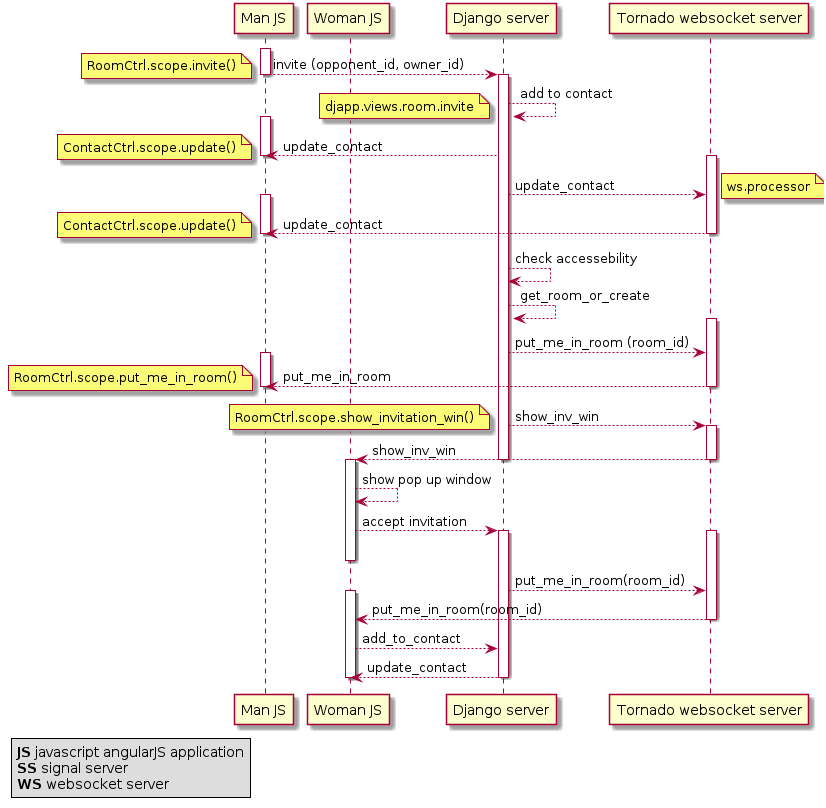 Man JS
Woman JS
Django server
Tornado websocket server
RoomCtrl.scope.invite()
invite (opponent_id, owner_id)
add to contact
djapp.views.room.invite
ContactCtrl.scope.update()
update_contact
update_contact
ws.processor
ContactCtrl.scope.update()
update_contact
check accessebility
get_room_or_create
put_me_in_room (room_id)
RoomCtrl.scope.put_me_in_room()
put_me_in_room
RoomCtrl.scope.show_invitation_win()
show_inv_win
show_inv_win
show pop up window
accept invitation
put_me_in_room(room_id)
put_me_in_room(room_id)
add_to_contact
update_contact
Man JS
Woman JS
Django server
Tornado websocket server
JS javascript angularJS application
SS signal server
WS websocket server